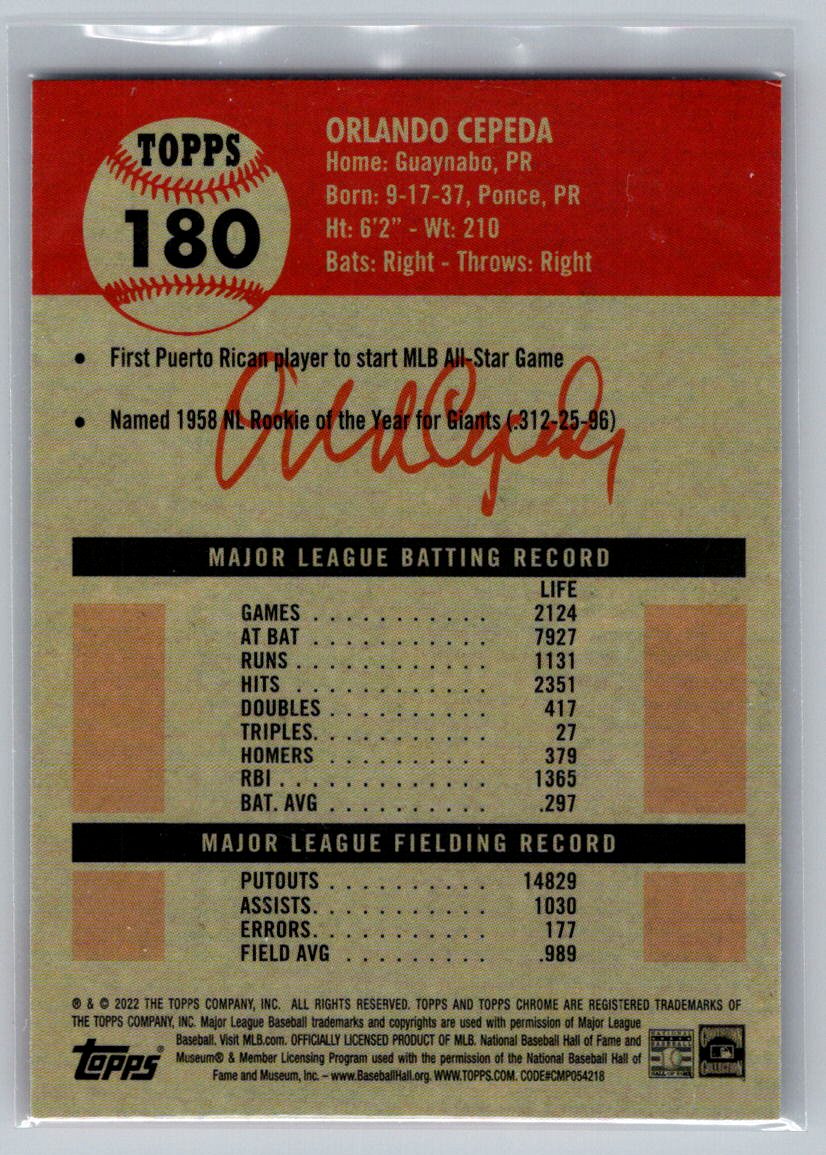 TOPPS
180
ORLANDO CEPEDA
Home: Guaynabo, PR
Born: 9-17-37, Ponce, PR
Ht: 6'2" - Wt: 210
Bats: Right - Throws: Right
• First Puerto Rican player to start MLB All-Star Game
• Named 1958 NL Rookie of the Year for Giants (.312-25-96)
Orlando Cepeda
MAJOR LEAGUE BATTING RECORD
LIFE
GAMES . . . . . . . . . . . 2124
AT BAT . . . . . . . . . . . 7927
RUNS . . . . . . . . . . . . 1131
HITS . . . . . . . . . . . . 2351
DOUBLES . . . . . . . . . . 417
TRIPLES. . . . . . . . . . . 27
HOMERS . . . . . . . . . . 379
RBI . . . . . . . . . . . . . 1365
BAT. AVG . . . . . . . . . . .297
MAJOR LEAGUE FIELDING RECORD
PUTOUTS . . . . . . . . . . 14829
ASSISTS. . . . . . . . . . . 1030
ERRORS. . . . . . . . . . . 177
FIELD AVG . . . . . . . . . .989
® & © 2022 THE TOPPS COMPANY, INC. ALL RIGHTS RESERVED. TOPPS AND TOPPS CHROME ARE REGISTERED TRADEMARKS OF
THE TOPPS COMPANY, INC. Major League Baseball trademarks and copyrights are used with permission of Major League
Baseball. Visit MLB.com. OFFICIALLY LICENSED PRODUCT OF MLB. National Baseball Hall of Fame and
Museum® & Member Licensing Program used with the permission of the National Baseball Hall of
Fame and Museum, Inc. – www.BaseballHall.org. WWW.TOPPS.COM. CODE#CMP054218
Topps®
COOPERSTOWN
COLLECTION